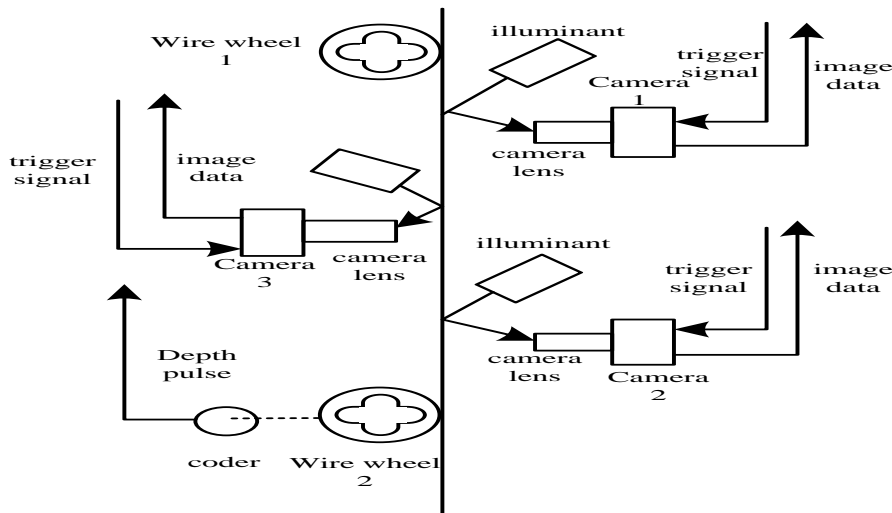 Wire wheel
1
illuminant
trigger
signal
image
data
Camera
1
camera
lens
trigger
signal
image
data
Camera
3
camera
lens
illuminant
trigger
signal
image
data
camera
lens
Camera
2
Depth
pulse
coder
Wire wheel
2